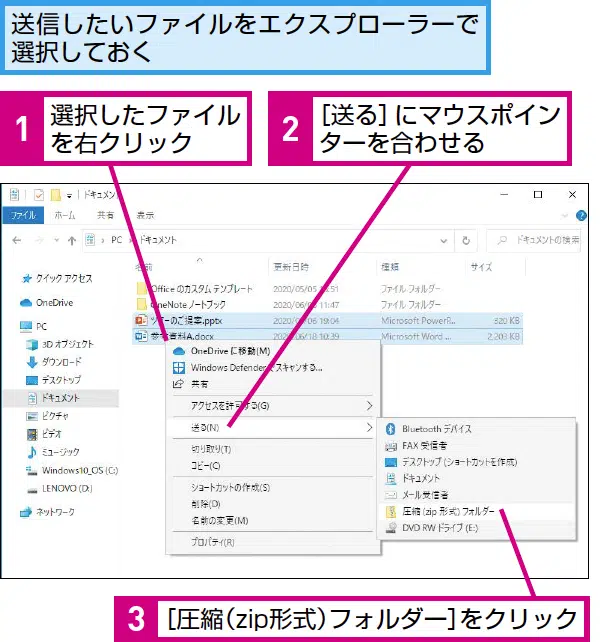 送信したいファイルをエクスプローラーで
選択しておく
1 選択したファイル
を右クリック
2 ［送る］にマウスポイン
ターを合わせる
ドキュメント
ファイル ホーム 共有 表示
PC ドキュメント ドキュメントの検索
名前 更新日時 種類 サイズ
クイック アクセス
OneDrive
PC
3D オブジェクト
ダウンロード
デスクトップ
ドキュメント
ピクチャ
ビデオ
ミュージック
Windows10_OS (C:)
LENOVO (D:)
ネットワーク
Office のカスタム テンプレート 2020/05/05 ファイル フォルダー
OneNote ノートブック 11:47 ファイル フォルダー
ツアーのご提案.pptx 19:04 Microsoft PowerP... 320 KB
参考資料A.docx 2020/06/18 10:39 Microsoft Word ... 2,203 KB
OneDrive に移動(M)
Windows Defender でスキャンする...
共有
アクセスを許可する(G)
送る(N)
切り取り(T)
コピー(C)
ショートカットの作成(S)
削除(D)
名前の変更(M)
プロパティ(R)
Bluetooth デバイス
FAX 受信者
デスクトップ (ショートカットを作成)
ドキュメント
メール受信者
圧縮 (zip 形式) フォルダー
DVD RW ドライブ (E:)
3 ［圧縮（zip形式）フォルダー］をクリック